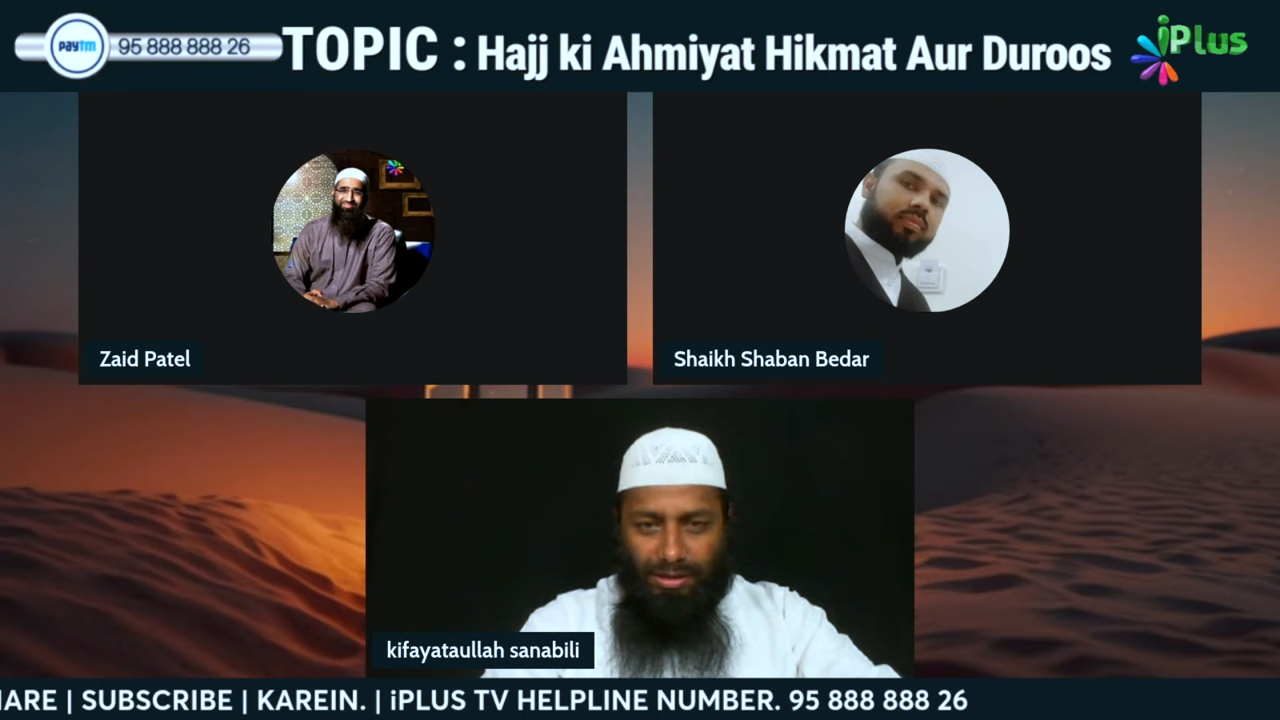 paytm 95 888 888 26 TOPIC : Hajj ki Ahmiyat Hikmat Aur Duroos iPlus
Zaid Patel
Shaikh Shaban Bedar
kifayataullah sanabili
| SUBSCRIBE | KAREIN. | iPLUS TV HELPLINE NUMBER. 95 888 888 26